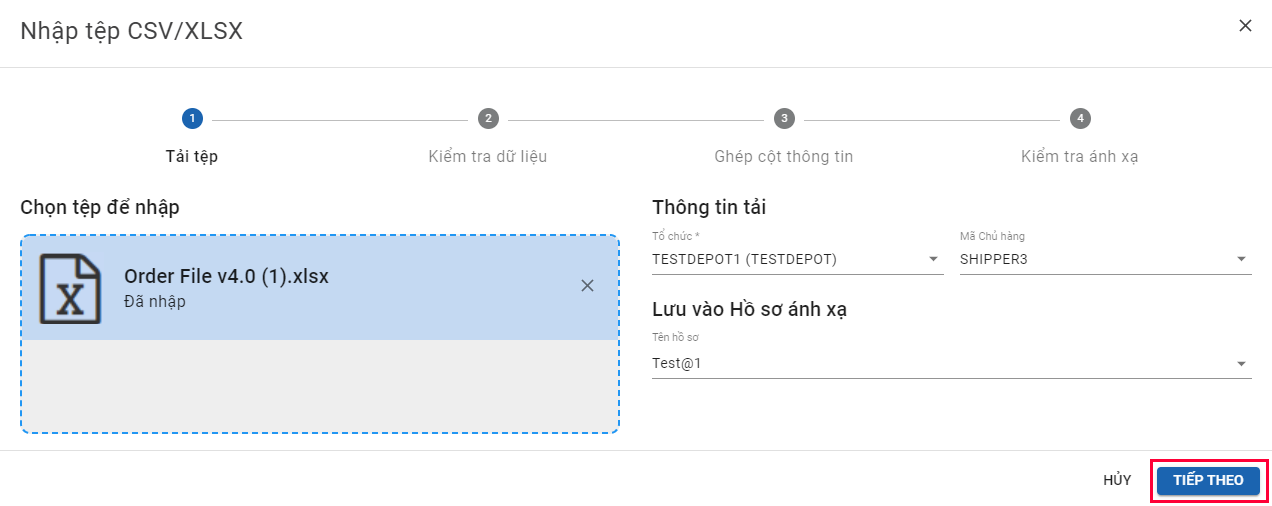 Nhập tệp CSV/XLSX
1
2
3
4
Tải tệp
Kiểm tra dữ liệu
Ghép cột thông tin
Kiểm tra ánh xạ
Chọn tệp để nhập
X
Order File v4.0 (1).xlsx
Đã nhập
Thông tin tải
Tổ chức *
Mã Chủ hàng
TESTDEPOT1 (TESTDEPOT)
SHIPPER3
Lưu vào Hồ sơ ánh xạ
Tên hồ sơ
Test@1
HỦY
TIẾP THEO